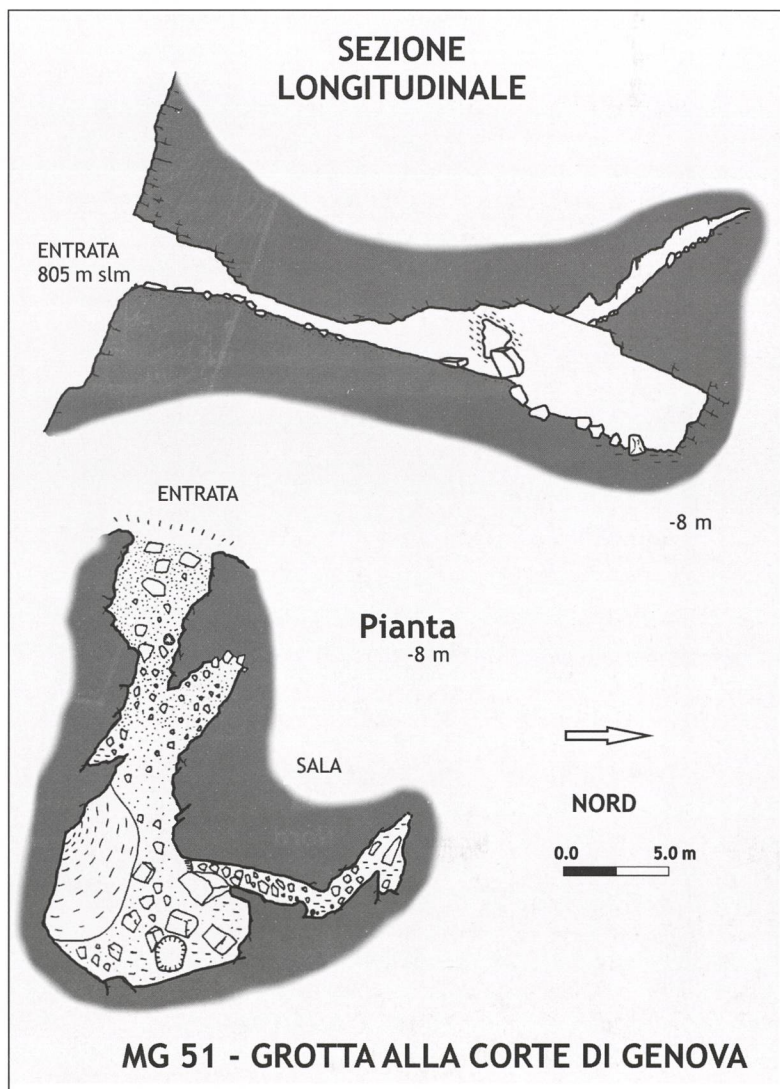 SEZIONE
LONGITUDINALE
ENTRATA
805 m slm
-8 m
ENTRATA
Pianta
-8 m
SALA
NORD
0.0 5.0 m
MG 51 - GROTTA ALLA CORTE DI GENOVA